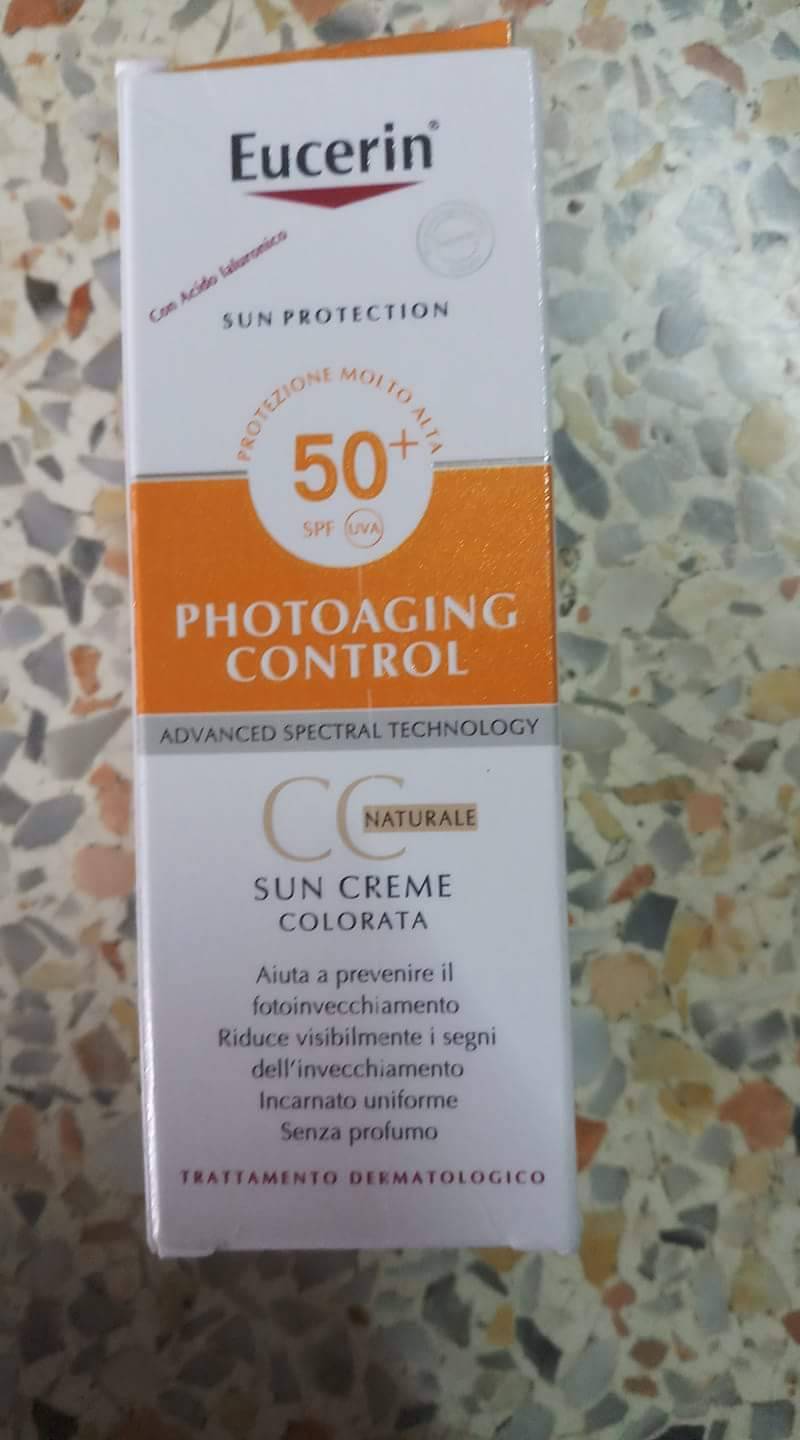 Eucerin®
Con Acido Ialuronico
SUN PROTECTION
PROTEZIONE MOLTO ALTA
50+
SPF UVA
PHOTOAGING
CONTROL
ADVANCED SPECTRAL TECHNOLOGY
CC NATURALE
SUN CREME
COLORATA
Aiuta a prevenire il
fotoinvecchiamento
Riduce visibilmente i segni
dell'invecchiamento
Incarnato uniforme
Senza profumo
TRATTAMENTO DERMATOLOGICO